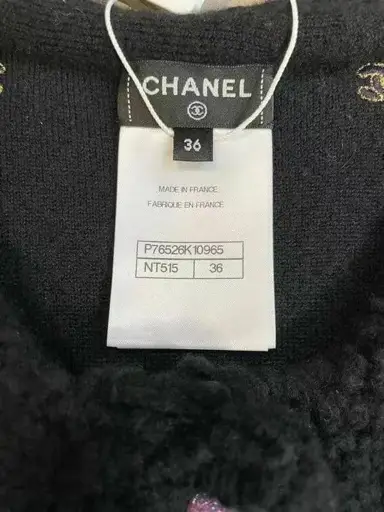 CHANEL
36
MADE IN FRANCE
FABRIQUE EN FRANCE
P76526K10965
NT515 36